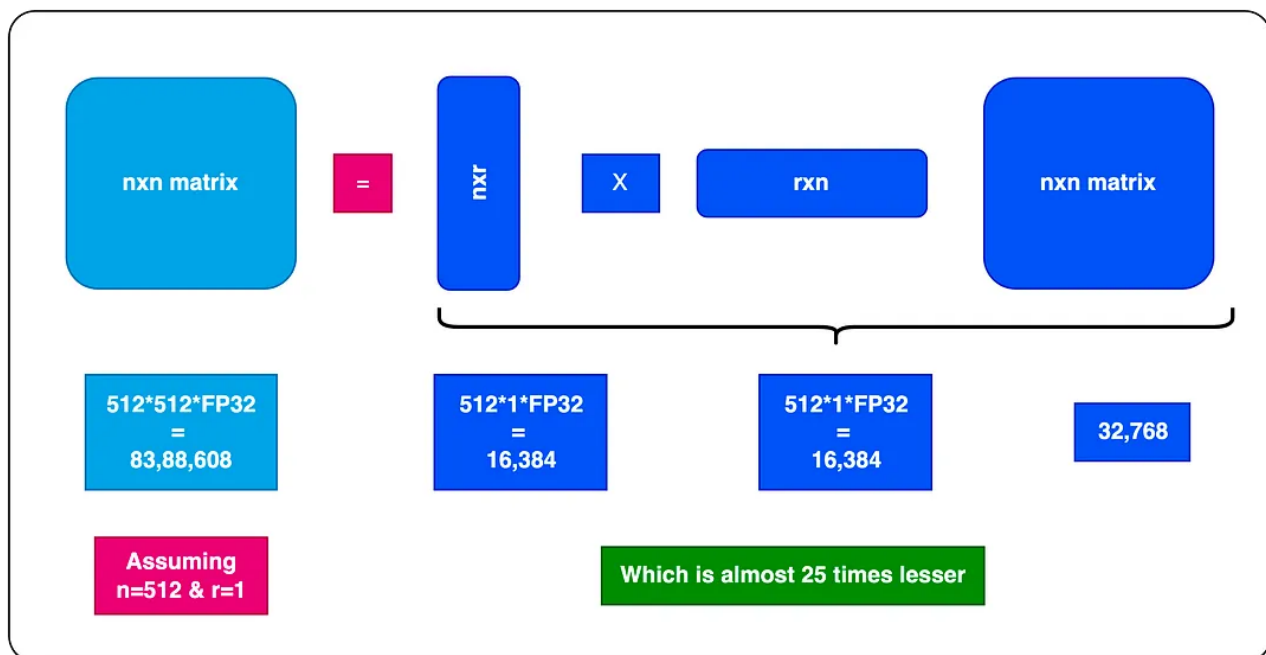 nxn matrix
=
nxr
X
rxn
nxn matrix
512*512*FP32
=
83,88,608
512*1*FP32
=
16,384
512*1*FP32
=
16,384
32,768
Assuming
n=512 & r=1
Which is almost 25 times lesser